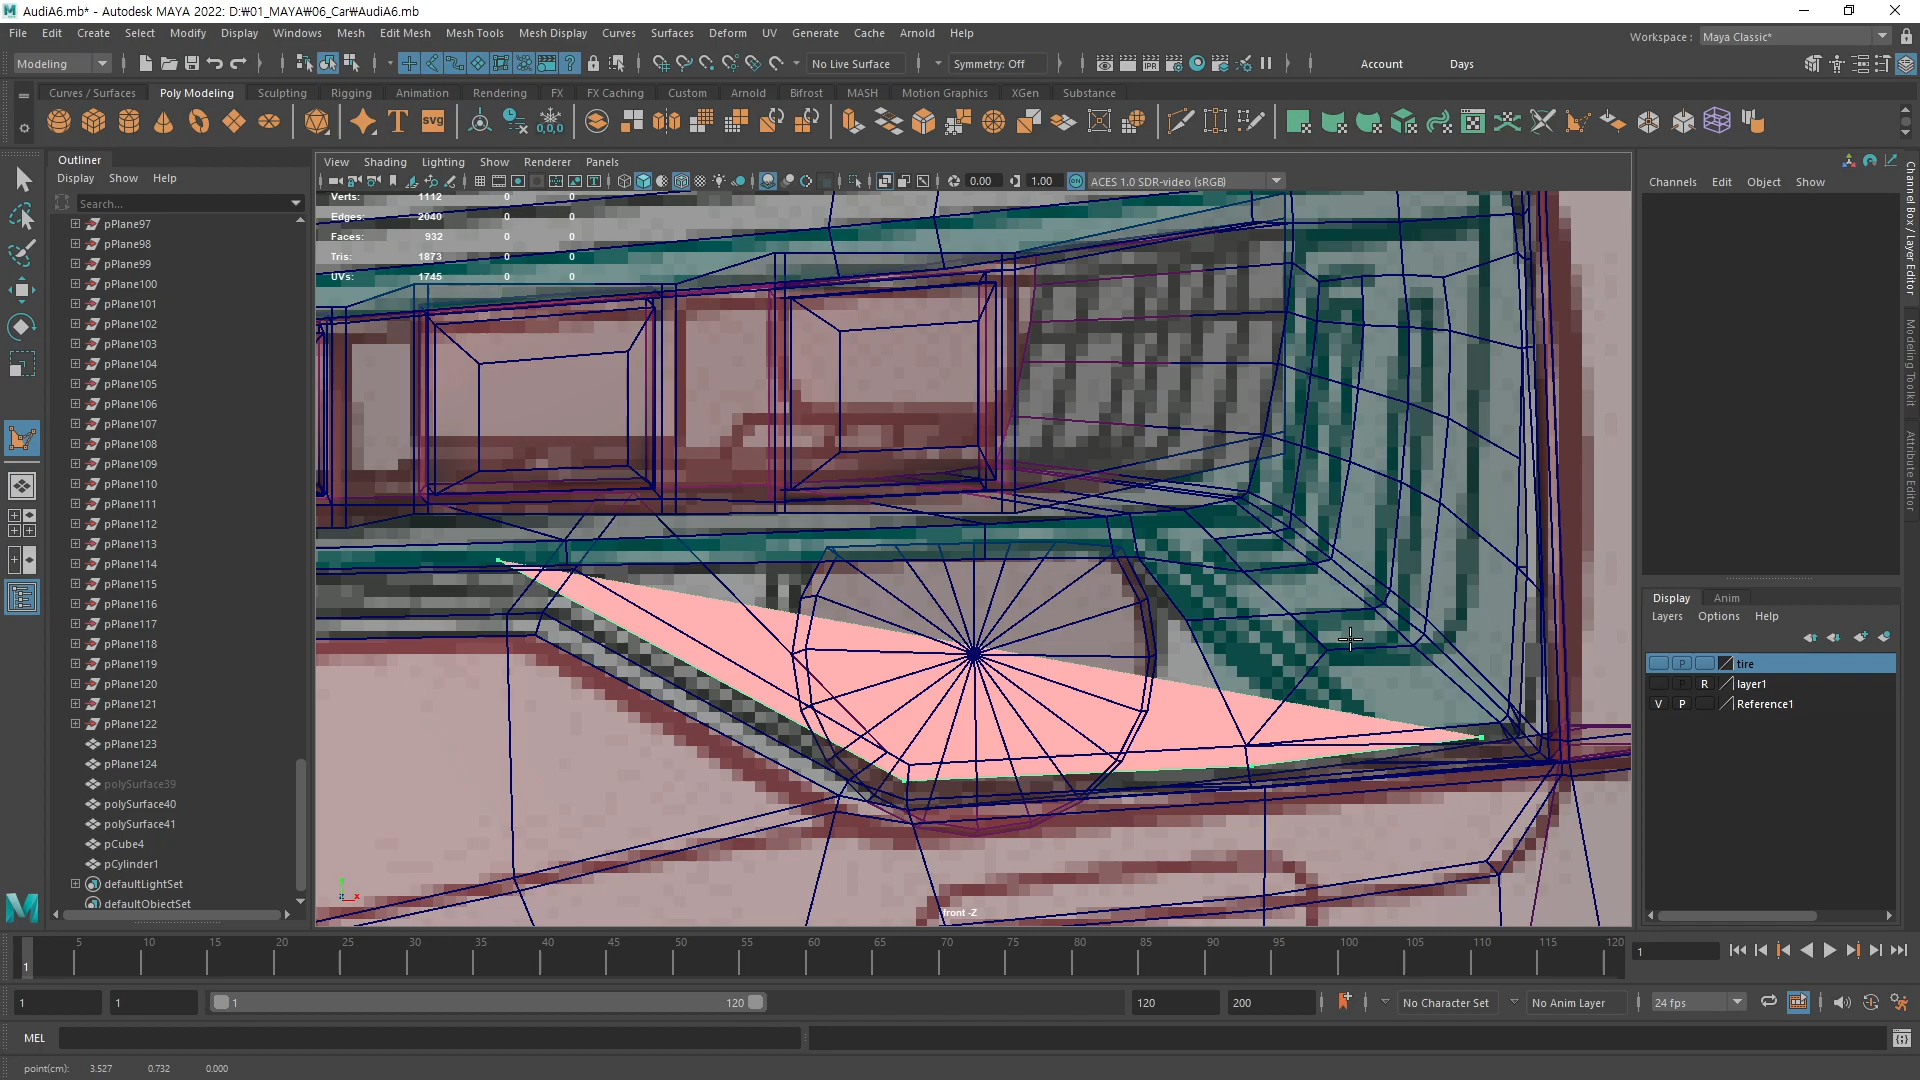 AudiA6.mb* - Autodesk MAYA 2022: D:₩01_MAYA₩06_Car₩AudiA6.mb
File Edit Create Select Modify Display Windows Mesh Edit Mesh Mesh Tools Mesh Display Curves Surfaces Deform UV Generate Cache Arnold Help
Workspace : Maya Classic*
Modeling
No Live Surface
Symmetry: Off
Account
Days
Curves / Surfaces Poly Modeling Sculpting Rigging Animation Rendering FX FX Caching Custom Arnold Bifrost MASH Motion Graphics XGen Substance
Outliner
Display Show Help
Search...
pPlane97
pPlane98
pPlane99
pPlane100
pPlane101
pPlane102
pPlane103
pPlane104
pPlane105
pPlane106
pPlane107
pPlane108
pPlane109
pPlane110
pPlane111
pPlane112
pPlane113
pPlane114
pPlane115
pPlane116
pPlane117
pPlane118
pPlane119
pPlane120
pPlane121
pPlane122
pPlane123
pPlane124
polySurface39
polySurface40
polySurface41
pCube4
pCylinder1
defaultLightSet
defaultObjectSet
View Shading Lighting Show Renderer Panels
0.00
1.00
ACES 1.0 SDR-video (sRGB)
Verts: 1112 0 0
Edges: 2040 0 0
Faces: 932 0 0
Tris: 1873 0 0
UVs: 1745 0 0
front -Z
Channels Edit Object Show
Channel Box / Layer Editor
Modeling Toolkit
Attribute Editor
Display Anim
Layers Options Help
P tire
P R layer1
V P Reference1
5 10 15 20 25 30 35 40 45 50 55 60 65 70 75 80 85 90 95 100 105 110 115 120
1
1
1
1
1
120
120
200
No Character Set
No Anim Layer
24 fps
MEL
point(cm): 3.527 0.732 0.000